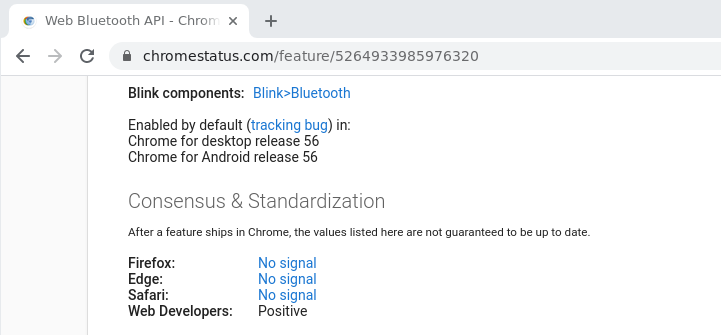 Web Bluetooth API - Chrom
chromestatus.com/feature/5264933985976320
Blink components: Blink>Bluetooth
Enabled by default (tracking bug) in:
Chrome for desktop release 56
Chrome for Android release 56
Consensus & Standardization
After a feature ships in Chrome, the values listed here are not guaranteed to be up to date.
Firefox: No signal
Edge: No signal
Safari: No signal
Web Developers: Positive